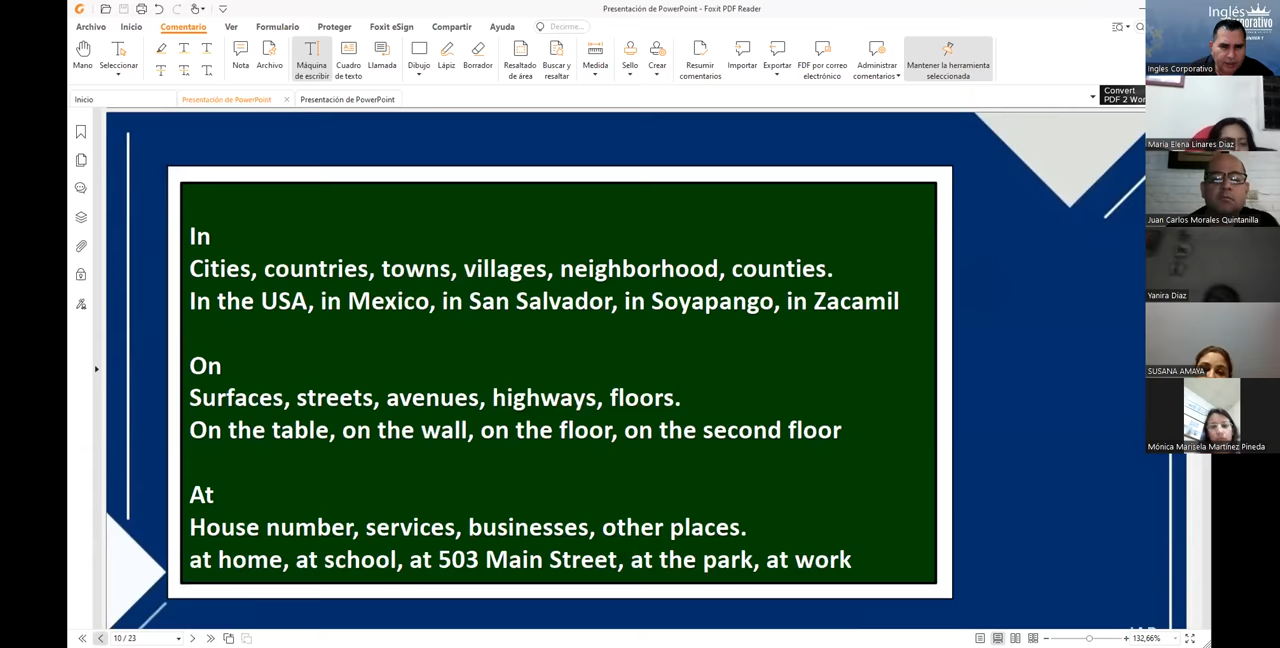 Presentación de PowerPoint - Foxit PDF Reader
Archivo Inicio Comentario Ver Formulario Proteger Foxit eSign Compartir Ayuda Decirme...
Mano Seleccionar Nota Archivo Máquina de escribir Cuadro de texto Llamada Dibujo Lápiz Borrador Resaltado de área Buscar y resaltar Medida Sello Crear Resumir comentarios Importar Exportar FDF por correo electrónico Administrar comentarios Mantener la herramienta seleccionada
Inicio Presentación de PowerPoint Presentación de PowerPoint
Convert
PDF 2 Wor
In
Cities, countries, towns, villages, neighborhood, counties.
In the USA, in Mexico, in San Salvador, in Soyapango, in Zacamil
On
Surfaces, streets, avenues, highways, floors.
On the table, on the wall, on the floor, on the second floor
At
House number, services, businesses, other places.
at home, at school, at 503 Main Street, at the park, at work
10 / 23
132,66%
Inglés
Corporativo
Ingles Corporativo
Maria Elena Linares Diaz
Juan Carlos Morales Quintanilla
Yanira Diaz
SUSANA AMAYA
Mónica Marisela Martínez Pineda